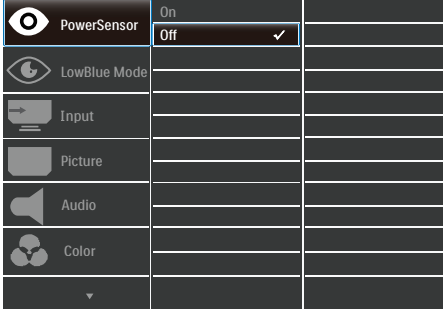 PowerSensor
On
Off
LowBlue Mode
Input
Picture
Audio
Color